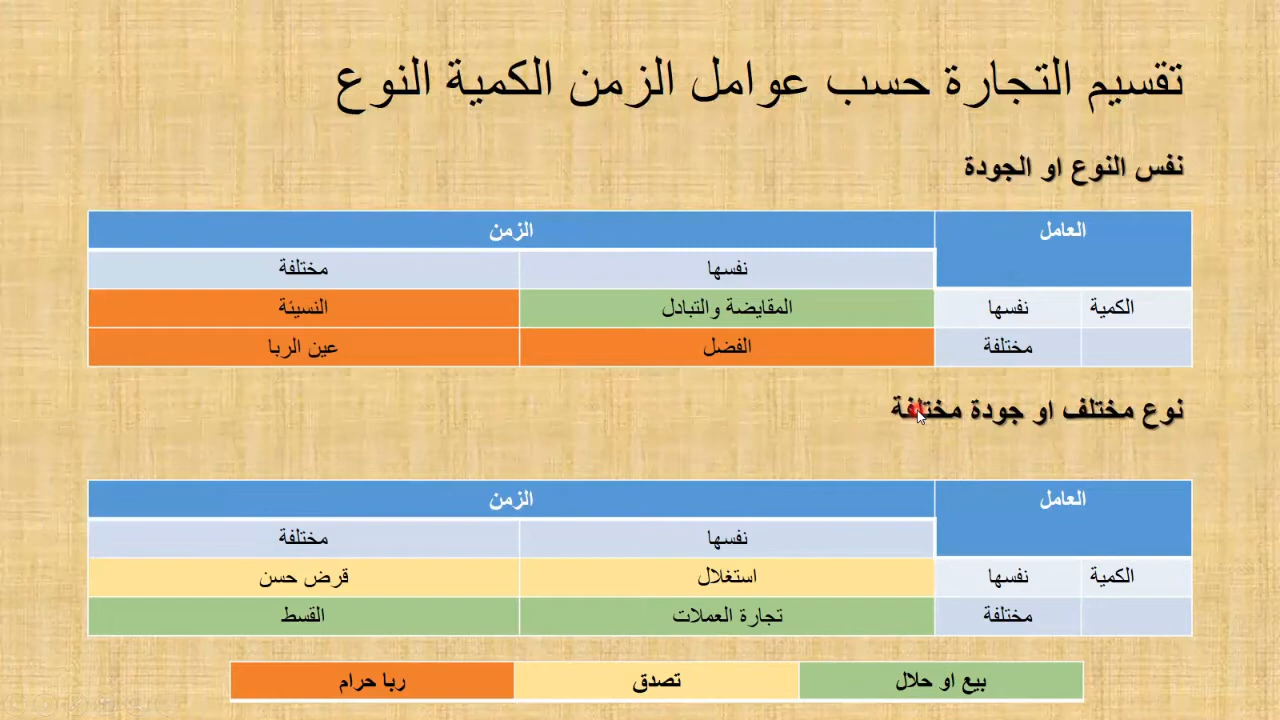 تقسيم التجارة حسب عوامل الزمن الكمية النوع
نفس النوع او الجودة
العامل الزمن
نفسها مختلفة
الكمية نفسها المقايضة والتبادل النسيئة
مختلفة الفضل عين الربا
نوع مختلف او جودة مختلفة
العامل الزمن
نفسها مختلفة
الكمية نفسها استغلال قرض حسن
مختلفة تجارة العملات القسط
بيع او حلال تصدق ربا حرام